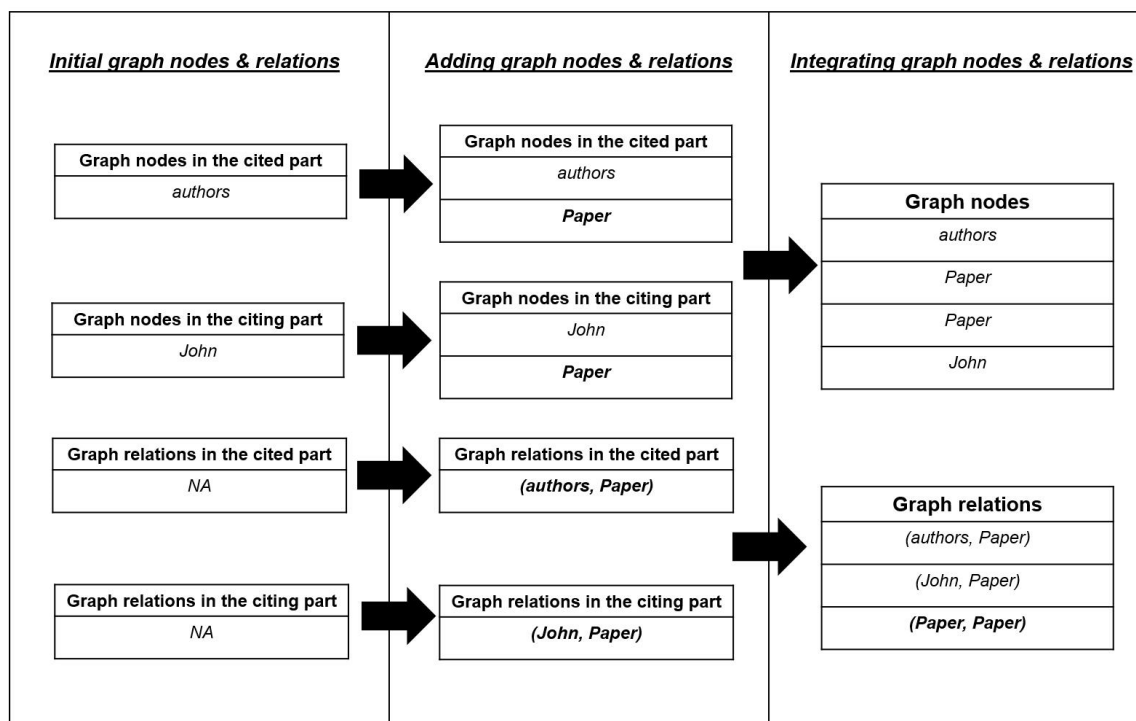 Initial graph nodes & relations
Graph nodes in the cited part
authors
Graph nodes in the citing part
John
Graph relations in the cited part
NA
Graph relations in the citing part
NA
Adding graph nodes & relations
Graph nodes in the cited part
authors
Paper
Graph nodes in the citing part
John
Paper
Graph relations in the cited part
(authors, Paper)
Graph relations in the citing part
(John, Paper)
Integrating graph nodes & relations
Graph nodes
authors
Paper
Paper
John
Graph relations
(authors, Paper)
(John, Paper)
(Paper, Paper)